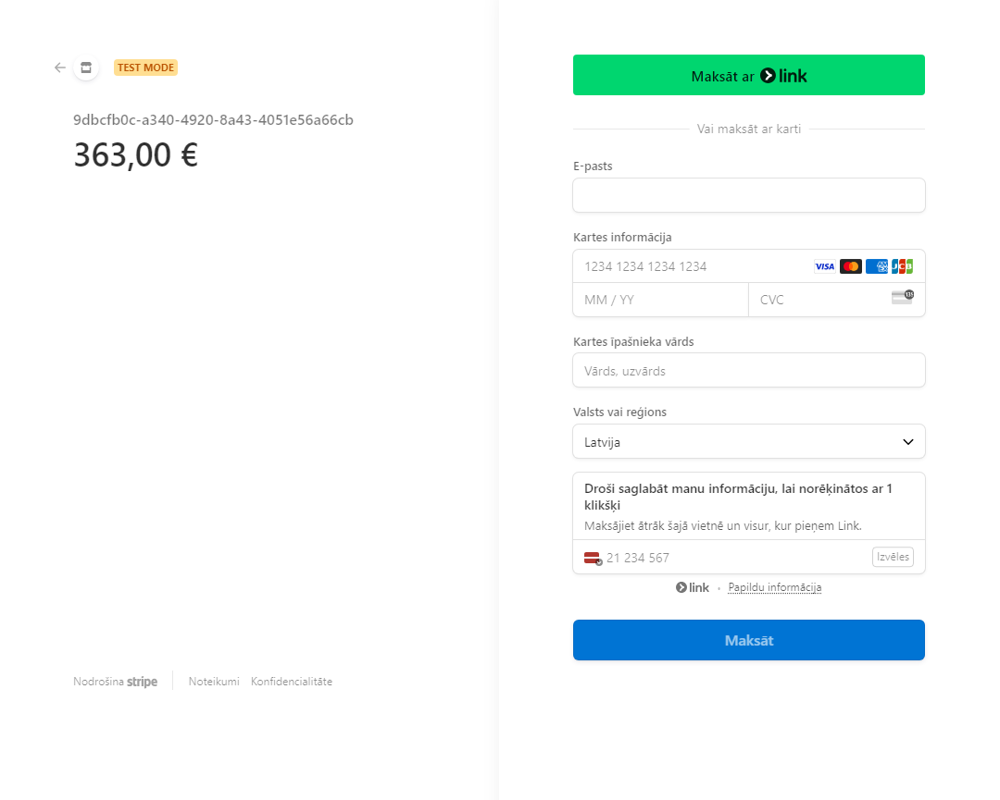 TEST MODE
9dbcfb0c-a340-4920-8a43-4051e56a66cb
363,00 €
Nodrošina stripe
Noteikumi
Konfidencialitāte
Maksāt ar link
Vai maksāt ar karti
E-pasts
Kartes informācija
1234 1234 1234 1234
VISA
JCB
MM / YY
CVC
135
Kartes īpašnieka vārds
Vārds, uzvārds
Valsts vai reģions
Latvija
Droši saglabāt manu informāciju, lai norēķinātos ar 1
klikšķi
Maksājiet ātrāk šajā vietnē un visur, kur pieņem Link.
21 234 567
Izvēles
link • Papildu informācija
Maksāt